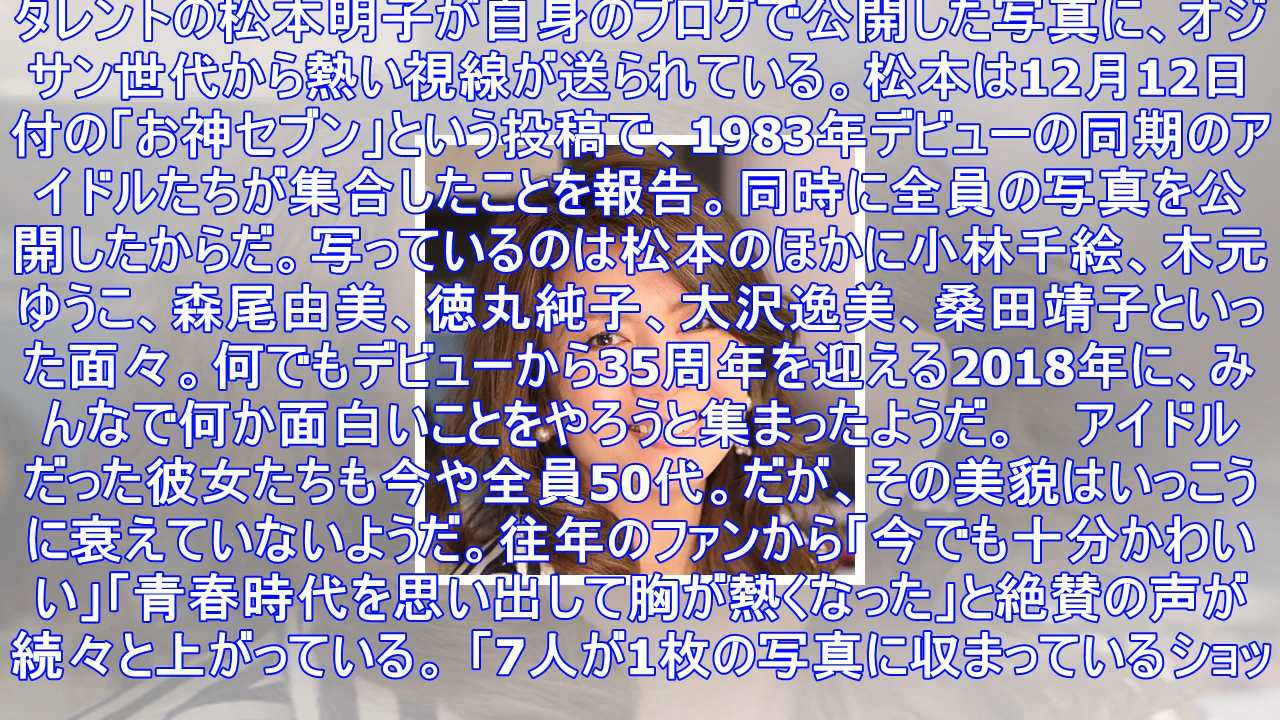 タレントの松本明子が自身のブログで公開した写真に、オジ
サン世代から熱い視線が送られている。松本は12月12日
付の「お神セブン」という投稿で、1983年デビューの同期のア
イドルたちが集合したことを報告。同時に全員の写真を公
開したからだ。写っているのは松本のほかに小林千絵、木元
ゆうこ、森尾由美、徳丸純子、大沢逸美、桑田靖子といっ
た面々。何でもデビューから35周年を迎える2018年に、み
んなで何か面白いことをやろうと集まったようだ。　アイドル
だった彼女たちも今や全員50代。だが、その美貌はいっこう
に衰えていないようだ。往年のファンから「今でも十分かわい
い」「青春時代を思い出して胸が熱くなった」と絶賛の声が
続々と上がっている。「7人が1枚の写真に収まっているショッ